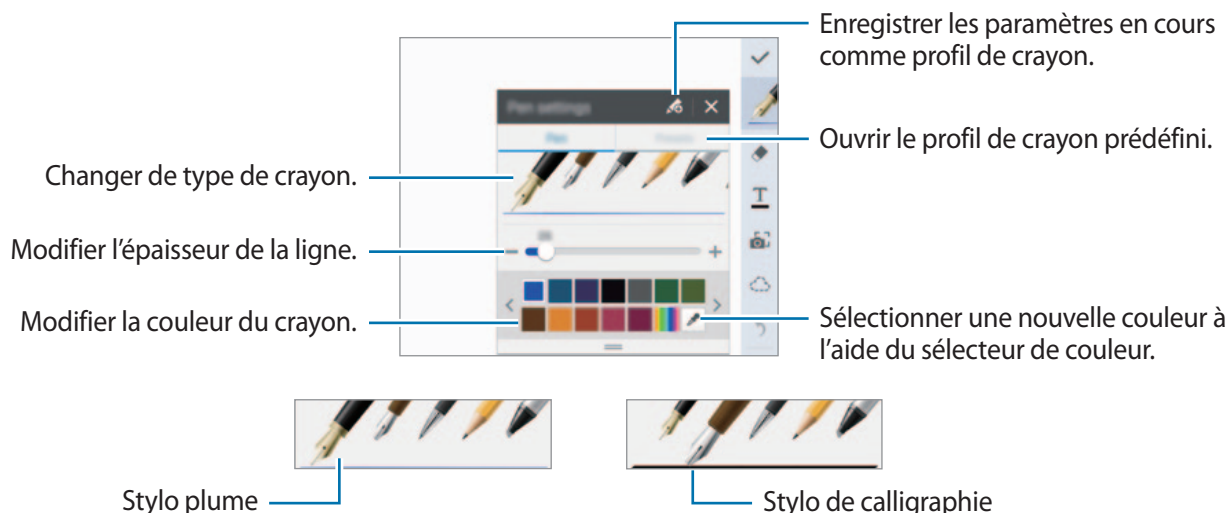 Enregistrer les paramètres en cours
comme profil de crayon.
Pen settings
Pen
Ouvrir le profil de crayon prédéfini.
Changer de type de crayon.
T
Modifier l'épaisseur de la ligne.
Modifier la couleur du crayon.
Sélectionner une nouvelle couleur à
l'aide du sélecteur de couleur.
Stylo plume
Stylo de calligraphie